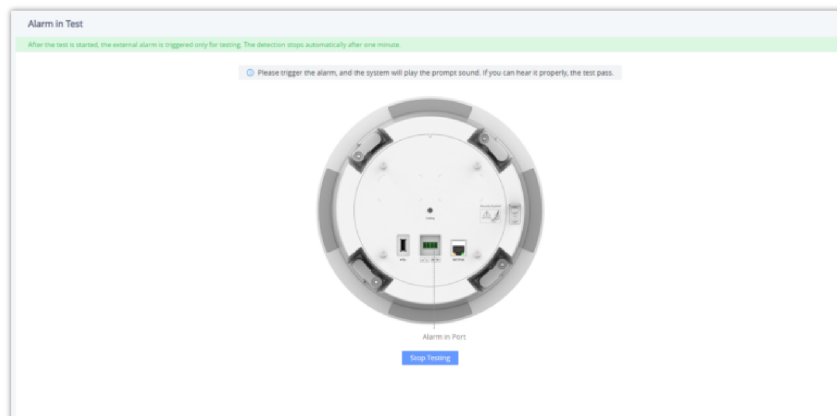 Alarm in Test
After the test is started, the external alarm is triggered only for testing. The detection stops automatically after one minute.
Please trigger the alarm, and the system will play the prompt sound. If you can hear it properly, the test pass.
Alarm in Port
Stop Testing